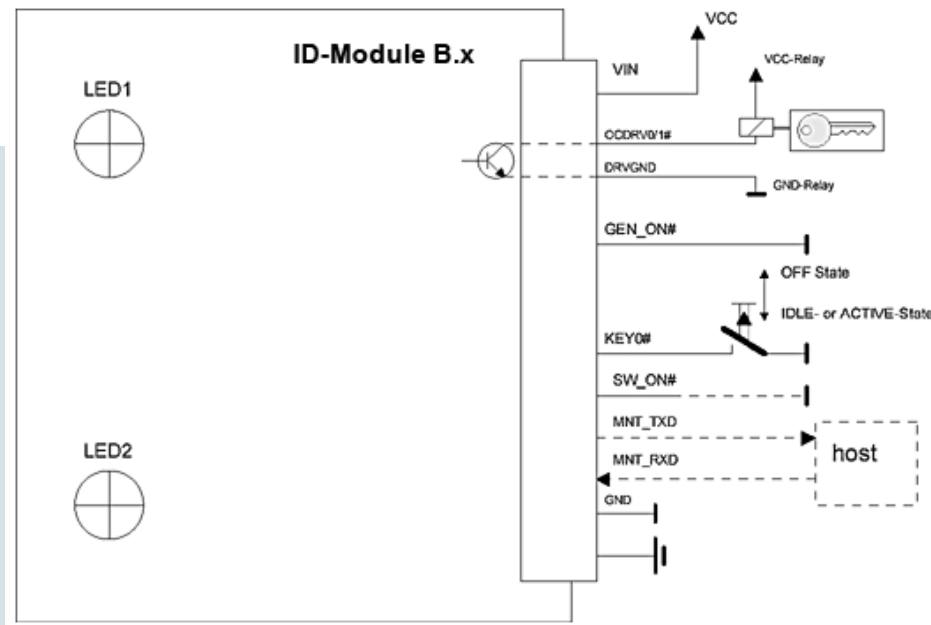 ID-Module B.x
VCC
VIN
VCC-Relay
LED1
OCDRV0/1#
DRVGND
GND-Relay
GEN_ON#
OFF State
IDLE- or ACTIVE-State
KEY0#
SW_ON#
MNT_TXD
LED2
host
MNT_RXD
GND